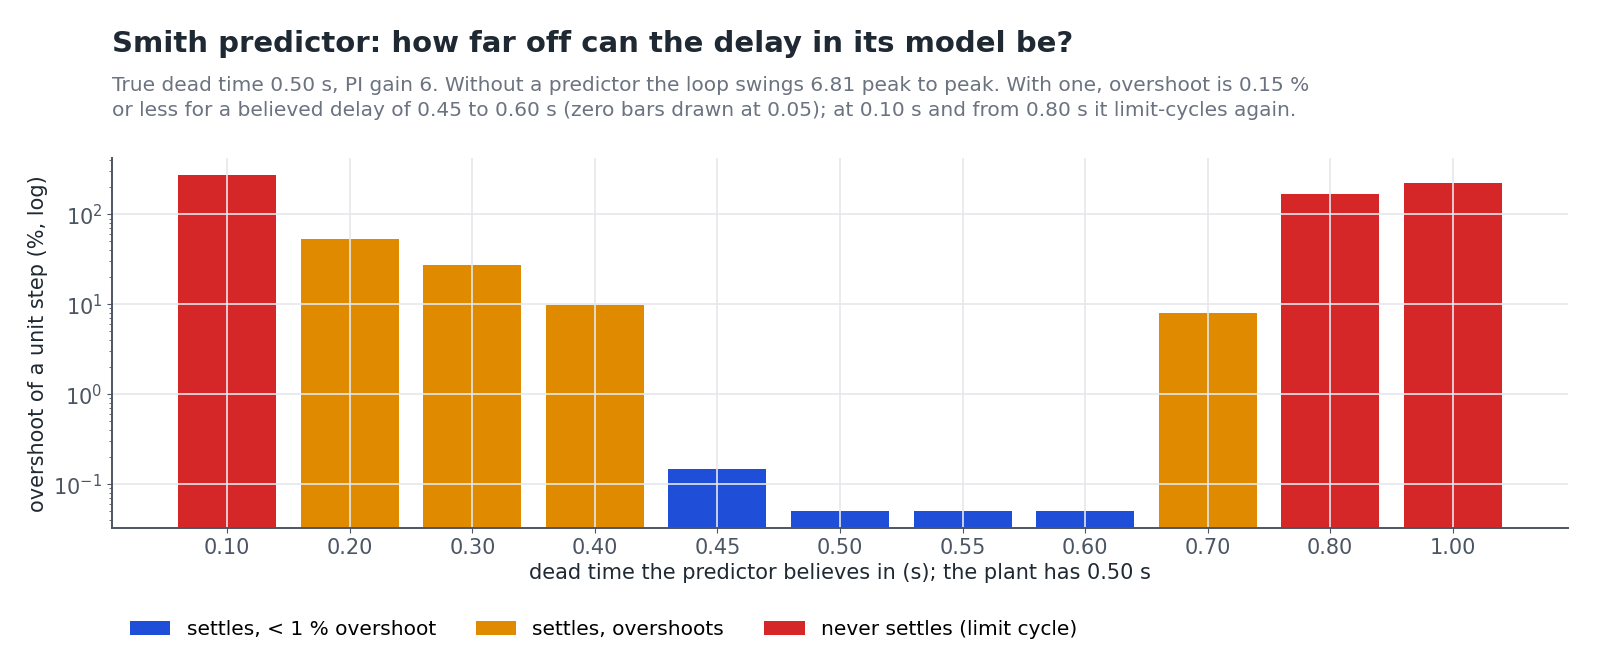 Smith predictor: how far off can the delay in its model be?
True dead time 0.50 s, PI gain 6. Without a predictor the loop swings 6.81 peak to peak. With one, overshoot is 0.15 %
or less for a believed delay of 0.45 to 0.60 s (zero bars drawn at 0.05); at 0.10 s and from 0.80 s it limit-cycles again.
overshoot of a unit step (%, log)
10²
10¹
10⁰
10⁻¹
0.10 0.20 0.30 0.40 0.45 0.50 0.55 0.60 0.70 0.80 1.00
dead time the predictor believes in (s); the plant has 0.50 s
settles, < 1 % overshoot settles, overshoots never settles (limit cycle)